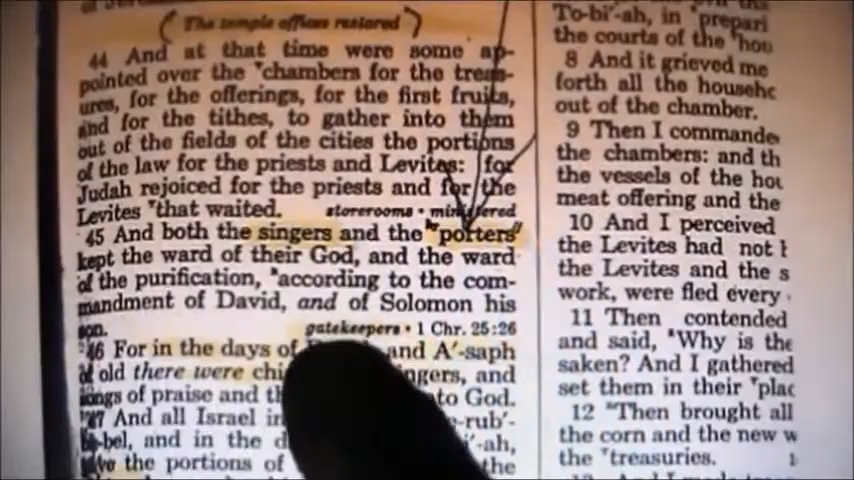 (The temple offices restored)
44 And at that time were some ap-
pointed over the "chambers for the treas-
ures, for the offerings, for the first fruits,
and for the tithes, to gather into them
out of the fields of the cities the portions
of the law for the priests and Levites: for
Judah rejoiced for the priests and for the
Levites "that waited. storerooms • ministered
45 And both the singers and the "porters"
kept the ward of their God, and the ward
of the purification, "according to the com-
mandment of David, and of Solomon his
son. gatekeepers • 1 Chr. 25:26
46 For in the days of and A'-saph
of old there were chi ngers, and
songs of praise and th to God.
47 And all Israel in -rub'-
ba-bel, and in the d i'-ah,
the portions of the
To-bi'-ah, in "prepari
the courts of the "hou
8 And it grieved me
forth all the househo
out of the chamber.
9 Then I commande
the chambers: and th
the vessels of the hou
meat offering and the
10 And I perceived
the Levites had not
the Levites and the s
work, were fled every
11 Then contended
and said, "Why is the
saken? And I gathered
set them in their "plac
12 "Then brought all
the corn and the new w
the "treasuries.